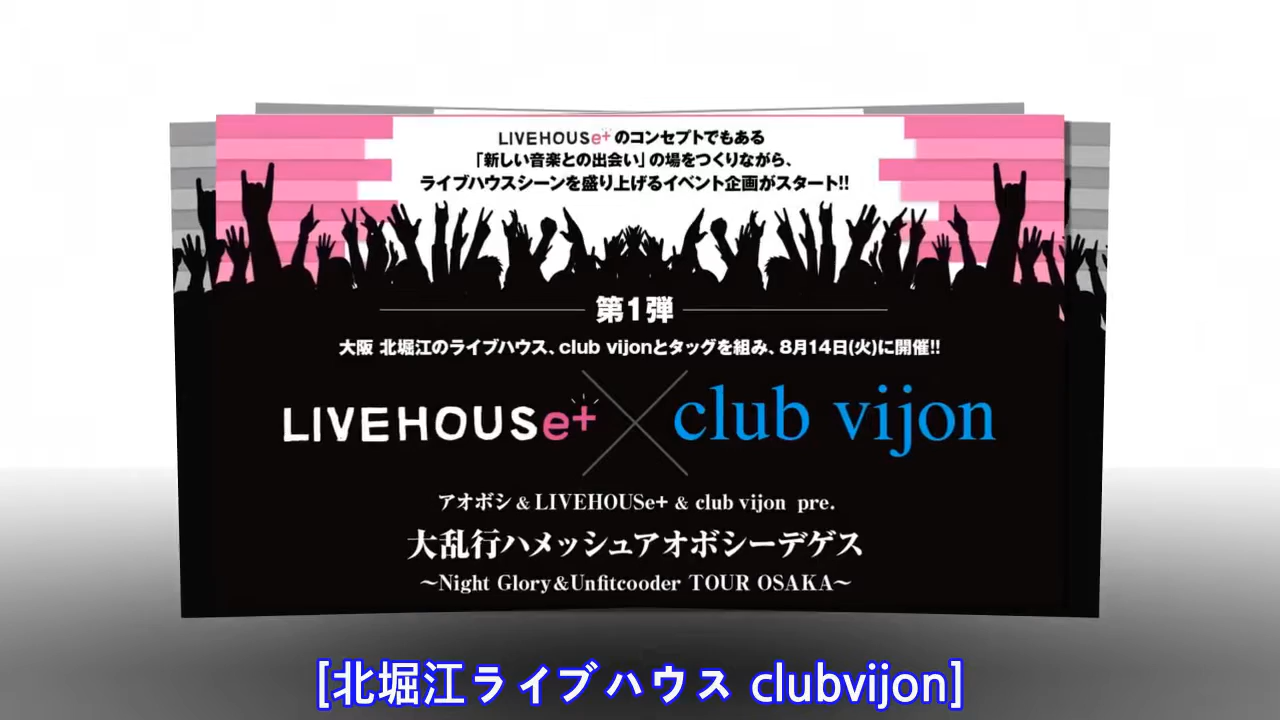 LIVEHOUSe+のコンセプトでもある
「新しい音楽との出会い」の場をつくりながら、
ライブハウスシーンを盛り上げるイベント企画がスタート!!
第1弾
大阪 北堀江のライブハウス、club vijonとタッグを組み、8月14日(火)に開催!!
LIVEHOUSe+ × club vijon
アオボシ & LIVEHOUSe+ & club vijon pre.
大乱行ハメッシュアオボシーデゲス
〜Night Glory&Unfitcooder TOUR OSAKA〜
[北堀江ライブハウス clubvijon]